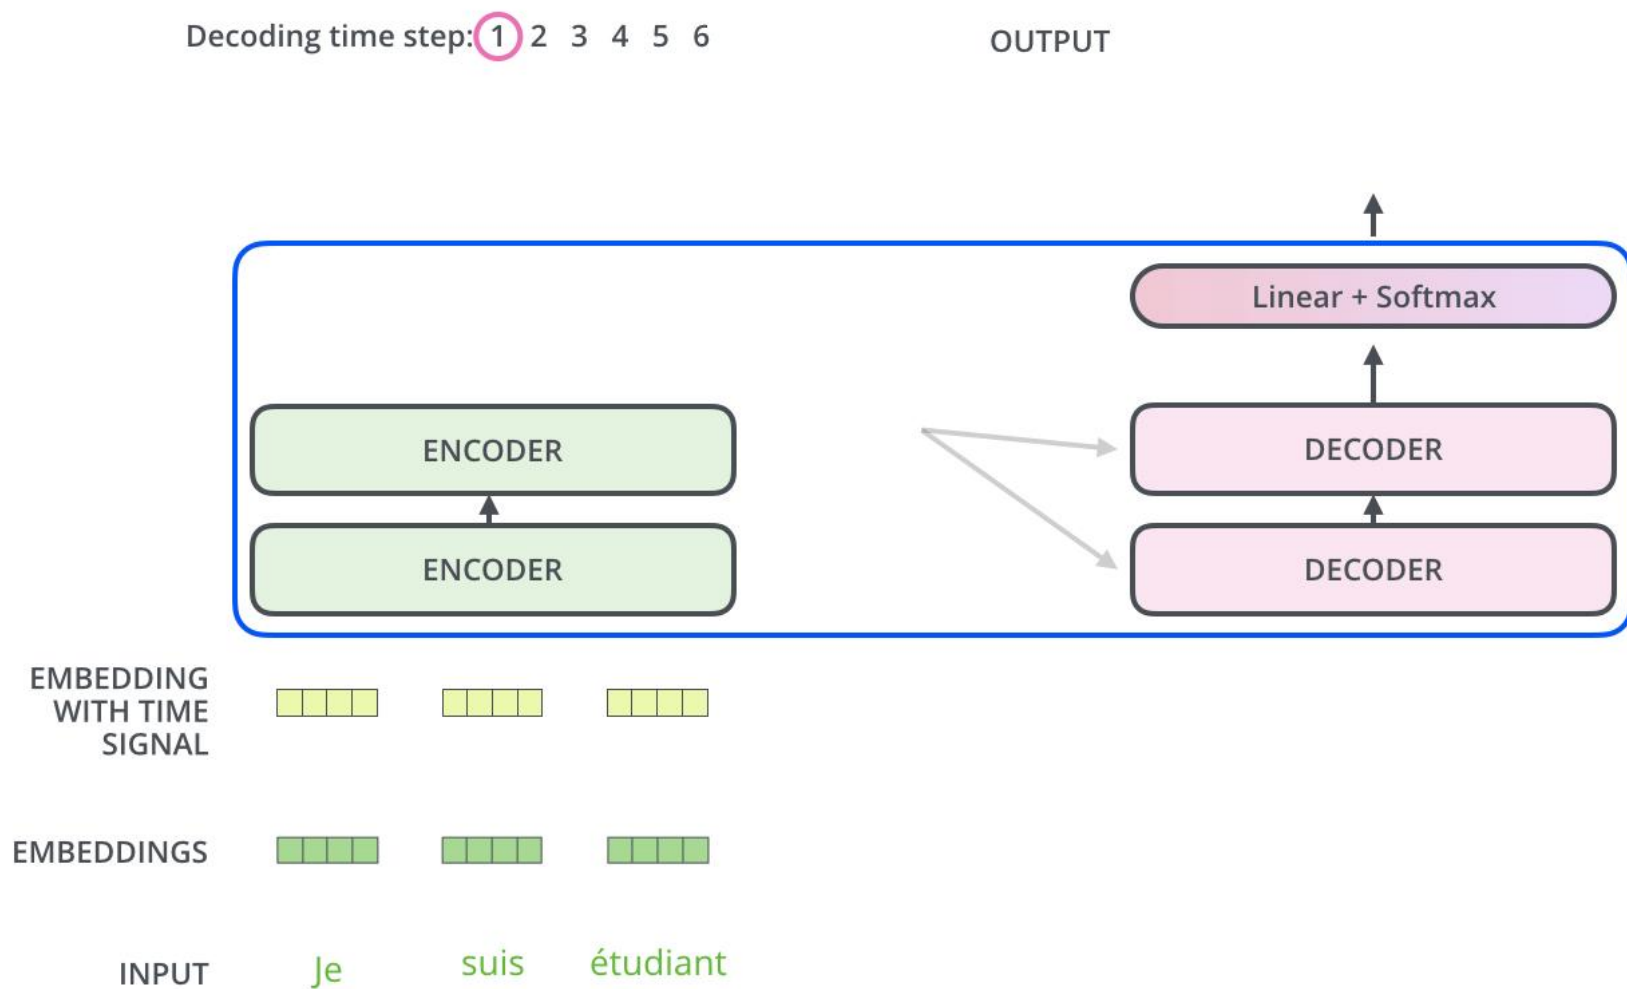 Decoding time step: 1 2 3 4 5 6
OUTPUT
Linear + Softmax
ENCODER
DECODER
ENCODER
DECODER
EMBEDDING
WITH TIME
SIGNAL
EMBEDDINGS
INPUT
Je suis étudiant